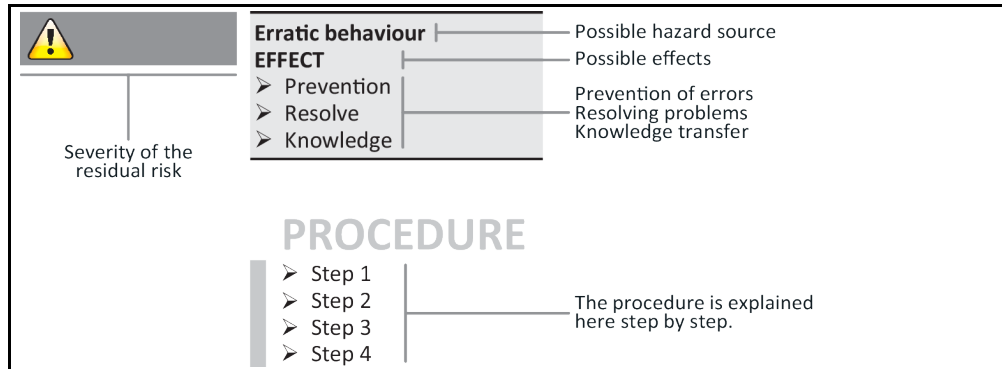 Erratic behaviour
Possible hazard source
EFFECT
Possible effects
➢ Prevention
➢ Resolve
➢ Knowledge
Prevention of errors
Resolving problems
Knowledge transfer
Severity of the
residual risk
PROCEDURE
➢ Step 1
➢ Step 2
➢ Step 3
➢ Step 4
The procedure is explained
here step by step.